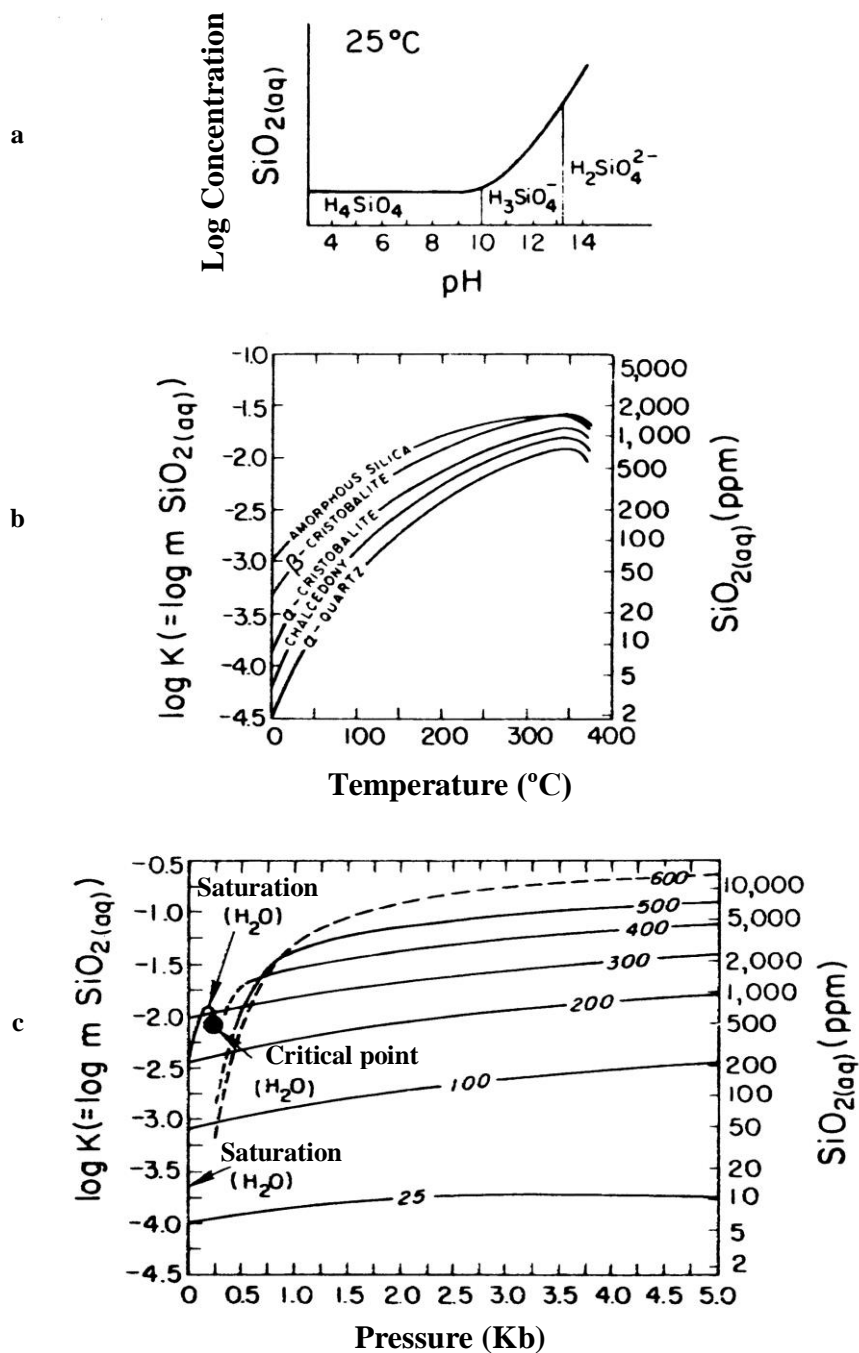 a
Log Concentration
SiO2(aq)
25°C
H4SiO4
H3SiO4-
H2SiO4 2-
4 6 8 10 12 14
pH
b
log K (= log m SiO2(aq))
-1.0
-1.5
-2.0
-2.5
-3.0
-3.5
-4.0
-4.5
AMORPHOUS SILICA
β-CRISTOBALITE
α-CRISTOBALITE
CHALCEDONY
α-QUARTZ
5,000
2,000
1,000
500
200
100
50
20
10
5
2
SiO2(aq) (ppm)
0 100 200 300 400
Temperature (ºC)
c
log K (= log m SiO2(aq))
-0.5
-1.0
-1.5
-2.0
-2.5
-3.0
-3.5
-4.0
-4.5
Saturation
(H2O)
Critical point
(H2O)
Saturation
(H2O)
600
500
400
300
200
100
25
10,000
5,000
2,000
1,000
500
200
100
50
20
10
5
2
SiO2(aq) (ppm)
0 0.5 1.0 1.5 2.0 2.5 3.0 3.5 4.0 4.5 5.0
Pressure (Kb)